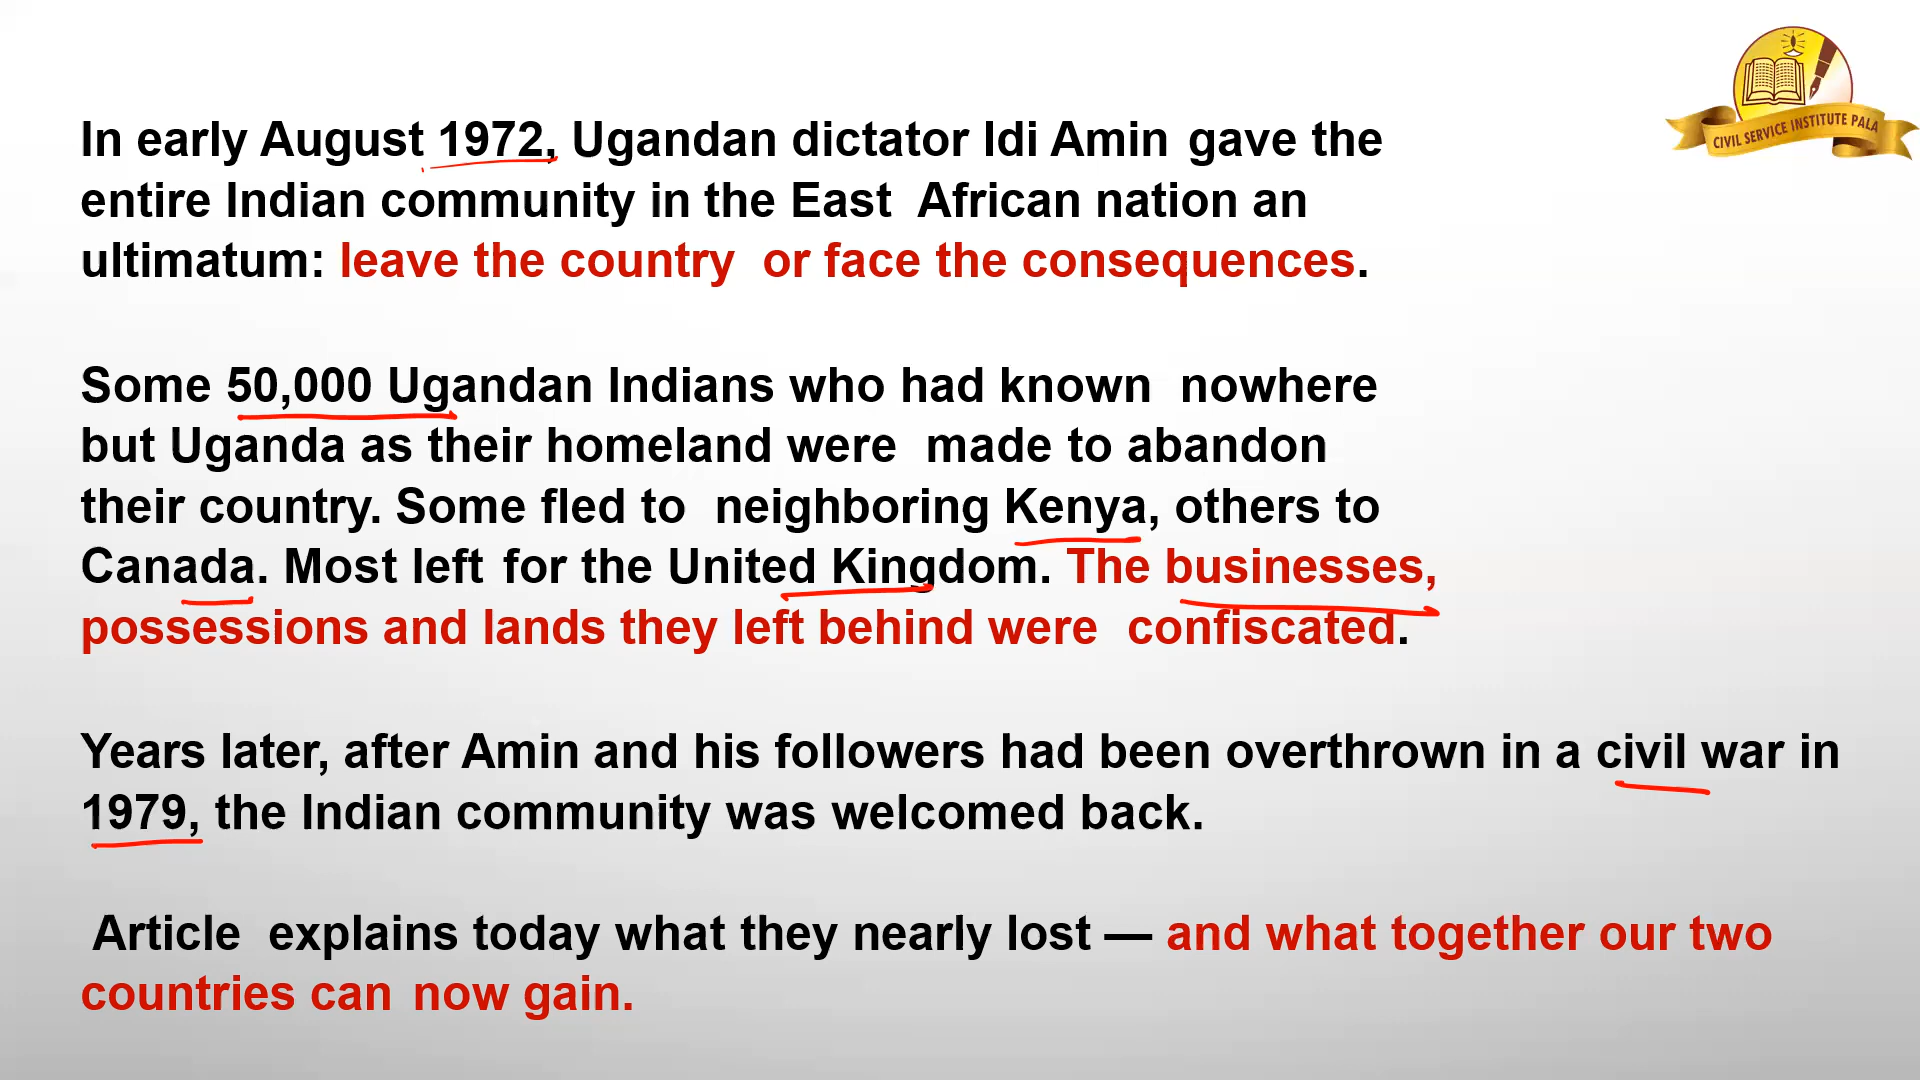 CIVIL SERVICE INSTITUTE PALA
In early August 1972, Ugandan dictator Idi Amin gave the
entire Indian community in the East African nation an
ultimatum: leave the country or face the consequences.
Some 50,000 Ugandan Indians who had known nowhere
but Uganda as their homeland were made to abandon
their country. Some fled to neighboring Kenya, others to
Canada. Most left for the United Kingdom. The businesses,
possessions and lands they left behind were confiscated.
Years later, after Amin and his followers had been overthrown in a civil war in
1979, the Indian community was welcomed back.
Article explains today what they nearly lost — and what together our two
countries can now gain.